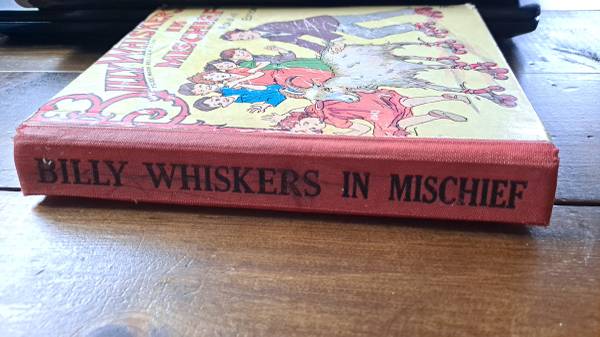 BILLY WHISKERS
IN
MISCHIEF
BILLY WHISKERS IN MISCHIEF